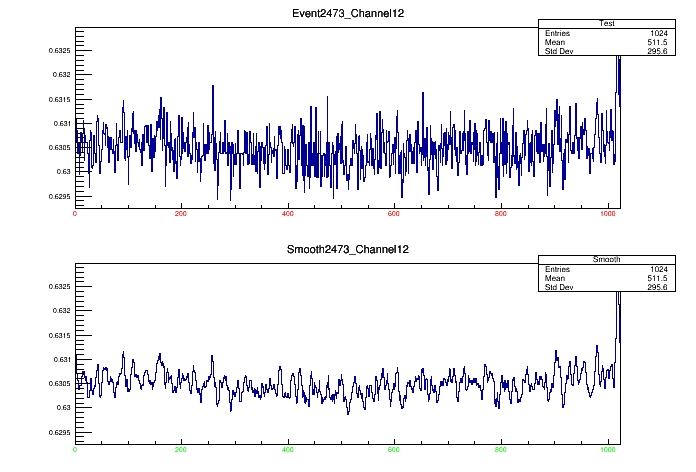 Event2473_Channel12
Test
Entries 1024
Mean 511.5
Std Dev 295.6
0.6325
0.632
0.6315
0.631
0.6305
0.63
0.6295
0 200 400 600 800 1000
Smooth2473_Channel12
Smooth
Entries 1024
Mean 511.5
Std Dev 295.6
0.6325
0.632
0.6315
0.631
0.6305
0.63
0.6295
0 200 400 600 800 1000